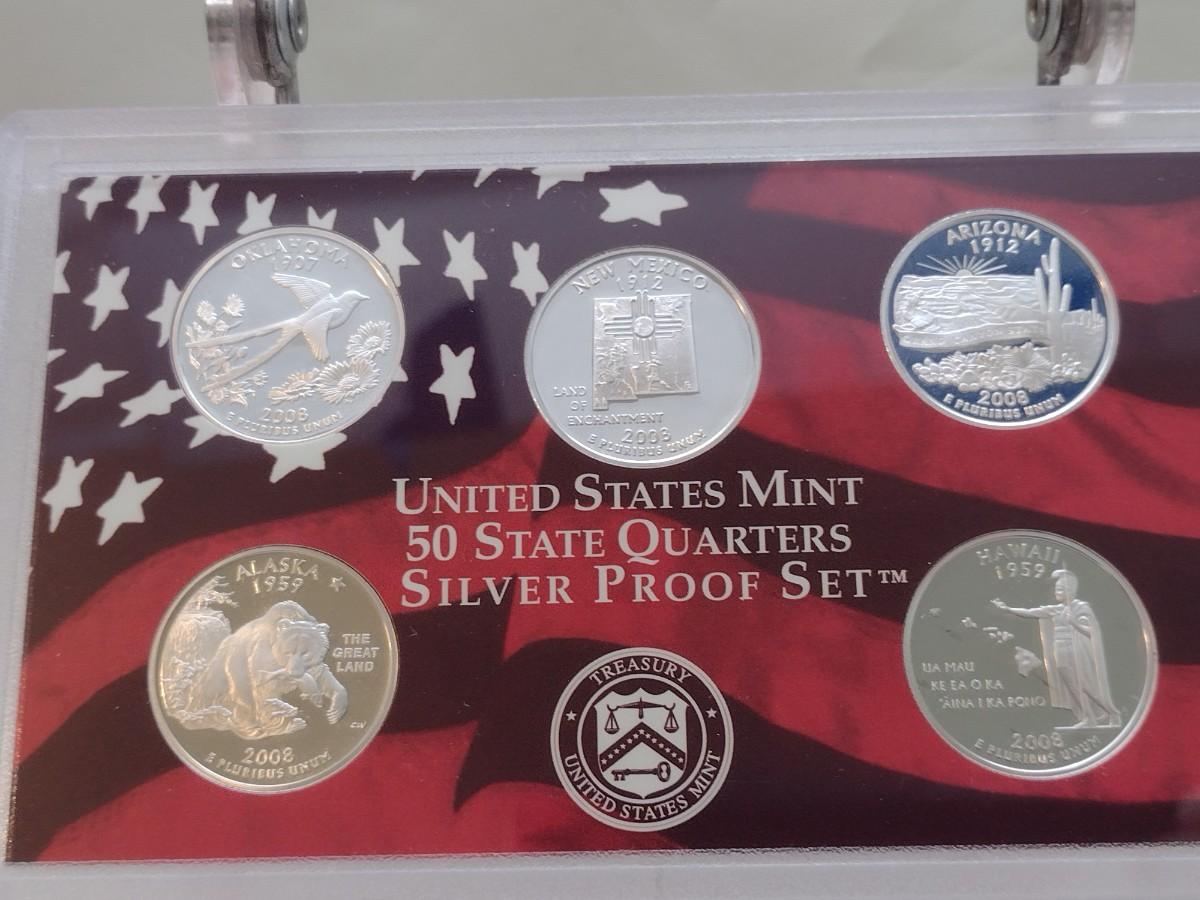 OKLAHOMA
1907
2008
E PLURIBUS UNUM
NEW MEXICO
1912
LAND
OF
ENCHANTMENT
2008
E PLURIBUS UNUM
ARIZONA
1912
2008
E PLURIBUS UNUM
UNITED STATES MINT
50 STATE QUARTERS
SILVER PROOF SET™
ALASKA
1959
THE
GREAT
LAND
CW
2008
E PLURIBUS UNUM
TREASURY
UNITED STATES MINT
HAWAII
1959
UA MAU
KE EA O KA
ʻĀINA I KA PONO
2008
E PLURIBUS UNUM